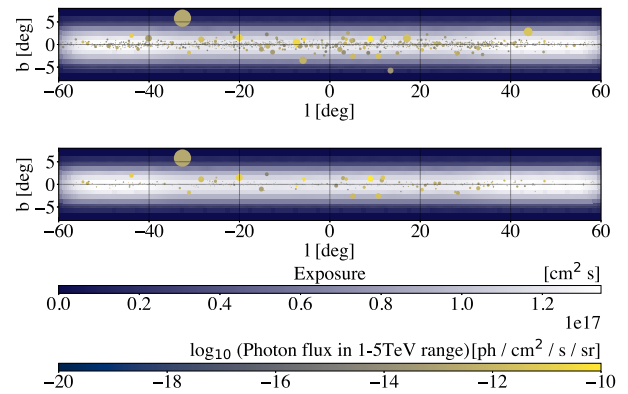 5
0
−5
b [deg]
−60 −40 −20 0 20 40 60
l [deg]
5
0
−5
b [deg]
−60 −40 −20 0 20 40 60
l [deg]
Exposure [cm² s]
0.0 0.2 0.4 0.6 0.8 1.0 1.2
1e17
log₁₀ (Photon flux in 1-5TeV range)[ph / cm² / s / sr]
−20 −18 −16 −14 −12 −10